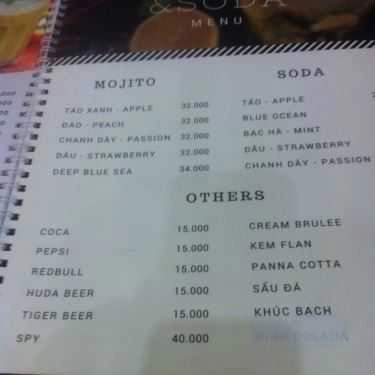 &SODA
MENU
MOJITO
TÁO XANH - APPLE 32.000
ĐÀO - PEACH 32.000
CHANH DÂY - PASSION 32.000
DÂU - STRAWBERRY 32.000
DEEP BLUE SEA 34.000
SODA
TÁO - APPLE
BLUE OCEAN
BẠC HÀ - MINT
DÂU - STRAWBERRY
CHANH DÂY - PASSION
OTHERS
COCA 15.000
PEPSI 15.000
REDBULL 15.000
HUDA BEER 15.000
TIGER BEER 15.000
SPY 40.000
CREAM BRULEE
KEM FLAN
PANNA COTTA
SẤU ĐÁ
KHÚC BẠCH